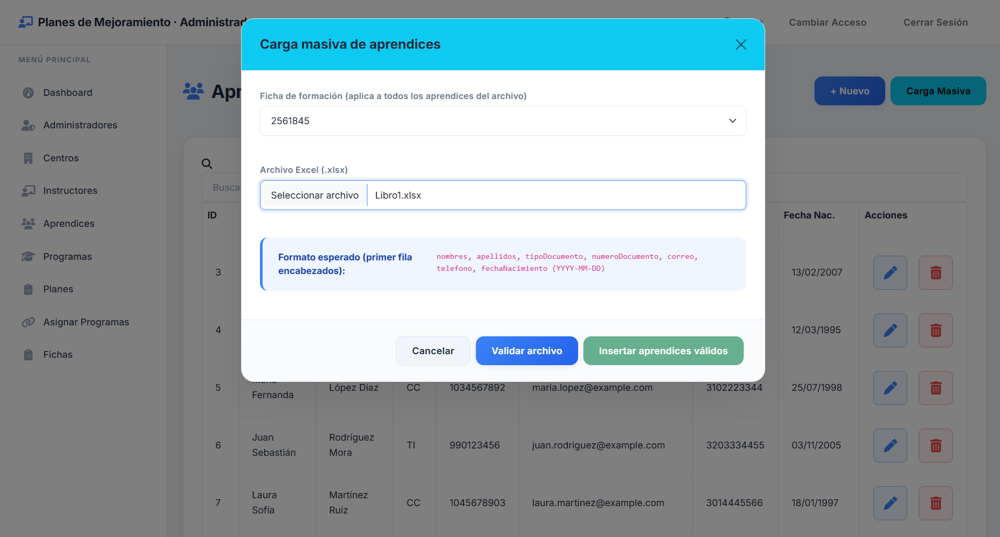 Planes de Mejoramiento · Administrad
Cambiar Acceso
Cerrar Sesión
MENÚ PRINCIPAL
Dashboard
Administradores
Centros
Instructores
Aprendices
Programas
Planes
Asignar Programas
Fichas
Apr
+ Nuevo
Carga Masiva
Carga masiva de aprendices
Ficha de formación (aplica a todos los aprendices del archivo)
2561845
Archivo Excel (.xlsx)
Seleccionar archivo
Libro1.xlsx
Formato esperado (primer fila
encabezados):
nombres, apellidos, tipoDocumento, numeroDocumento, correo,
telefono, fechaNacimiento (YYYY-MM-DD)
Cancelar
Validar archivo
Insertar aprendices válidos
Busca
ID
Fecha Nac.
Acciones
3
13/02/2007
4
12/03/1995
5
Fernanda
López Díaz
CC
1034567892
maria.lopez@example.com
3102223344
25/07/1998
6
Juan
Sebastián
Rodríguez
Mora
TI
990123456
juan.rodriguez@example.com
3203334455
03/11/2005
7
Laura
Sofía
Martínez
Ruiz
CC
1045678903
laura.martinez@example.com
3014445566
18/01/1997